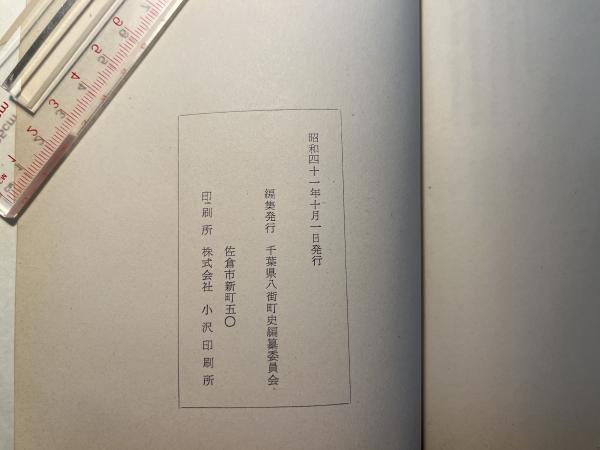 昭和四十一年十月一日発行
編集発行 千葉県八街町史編纂委員会
佐倉市新町五〇
印刷所 株式会社 小沢印刷所